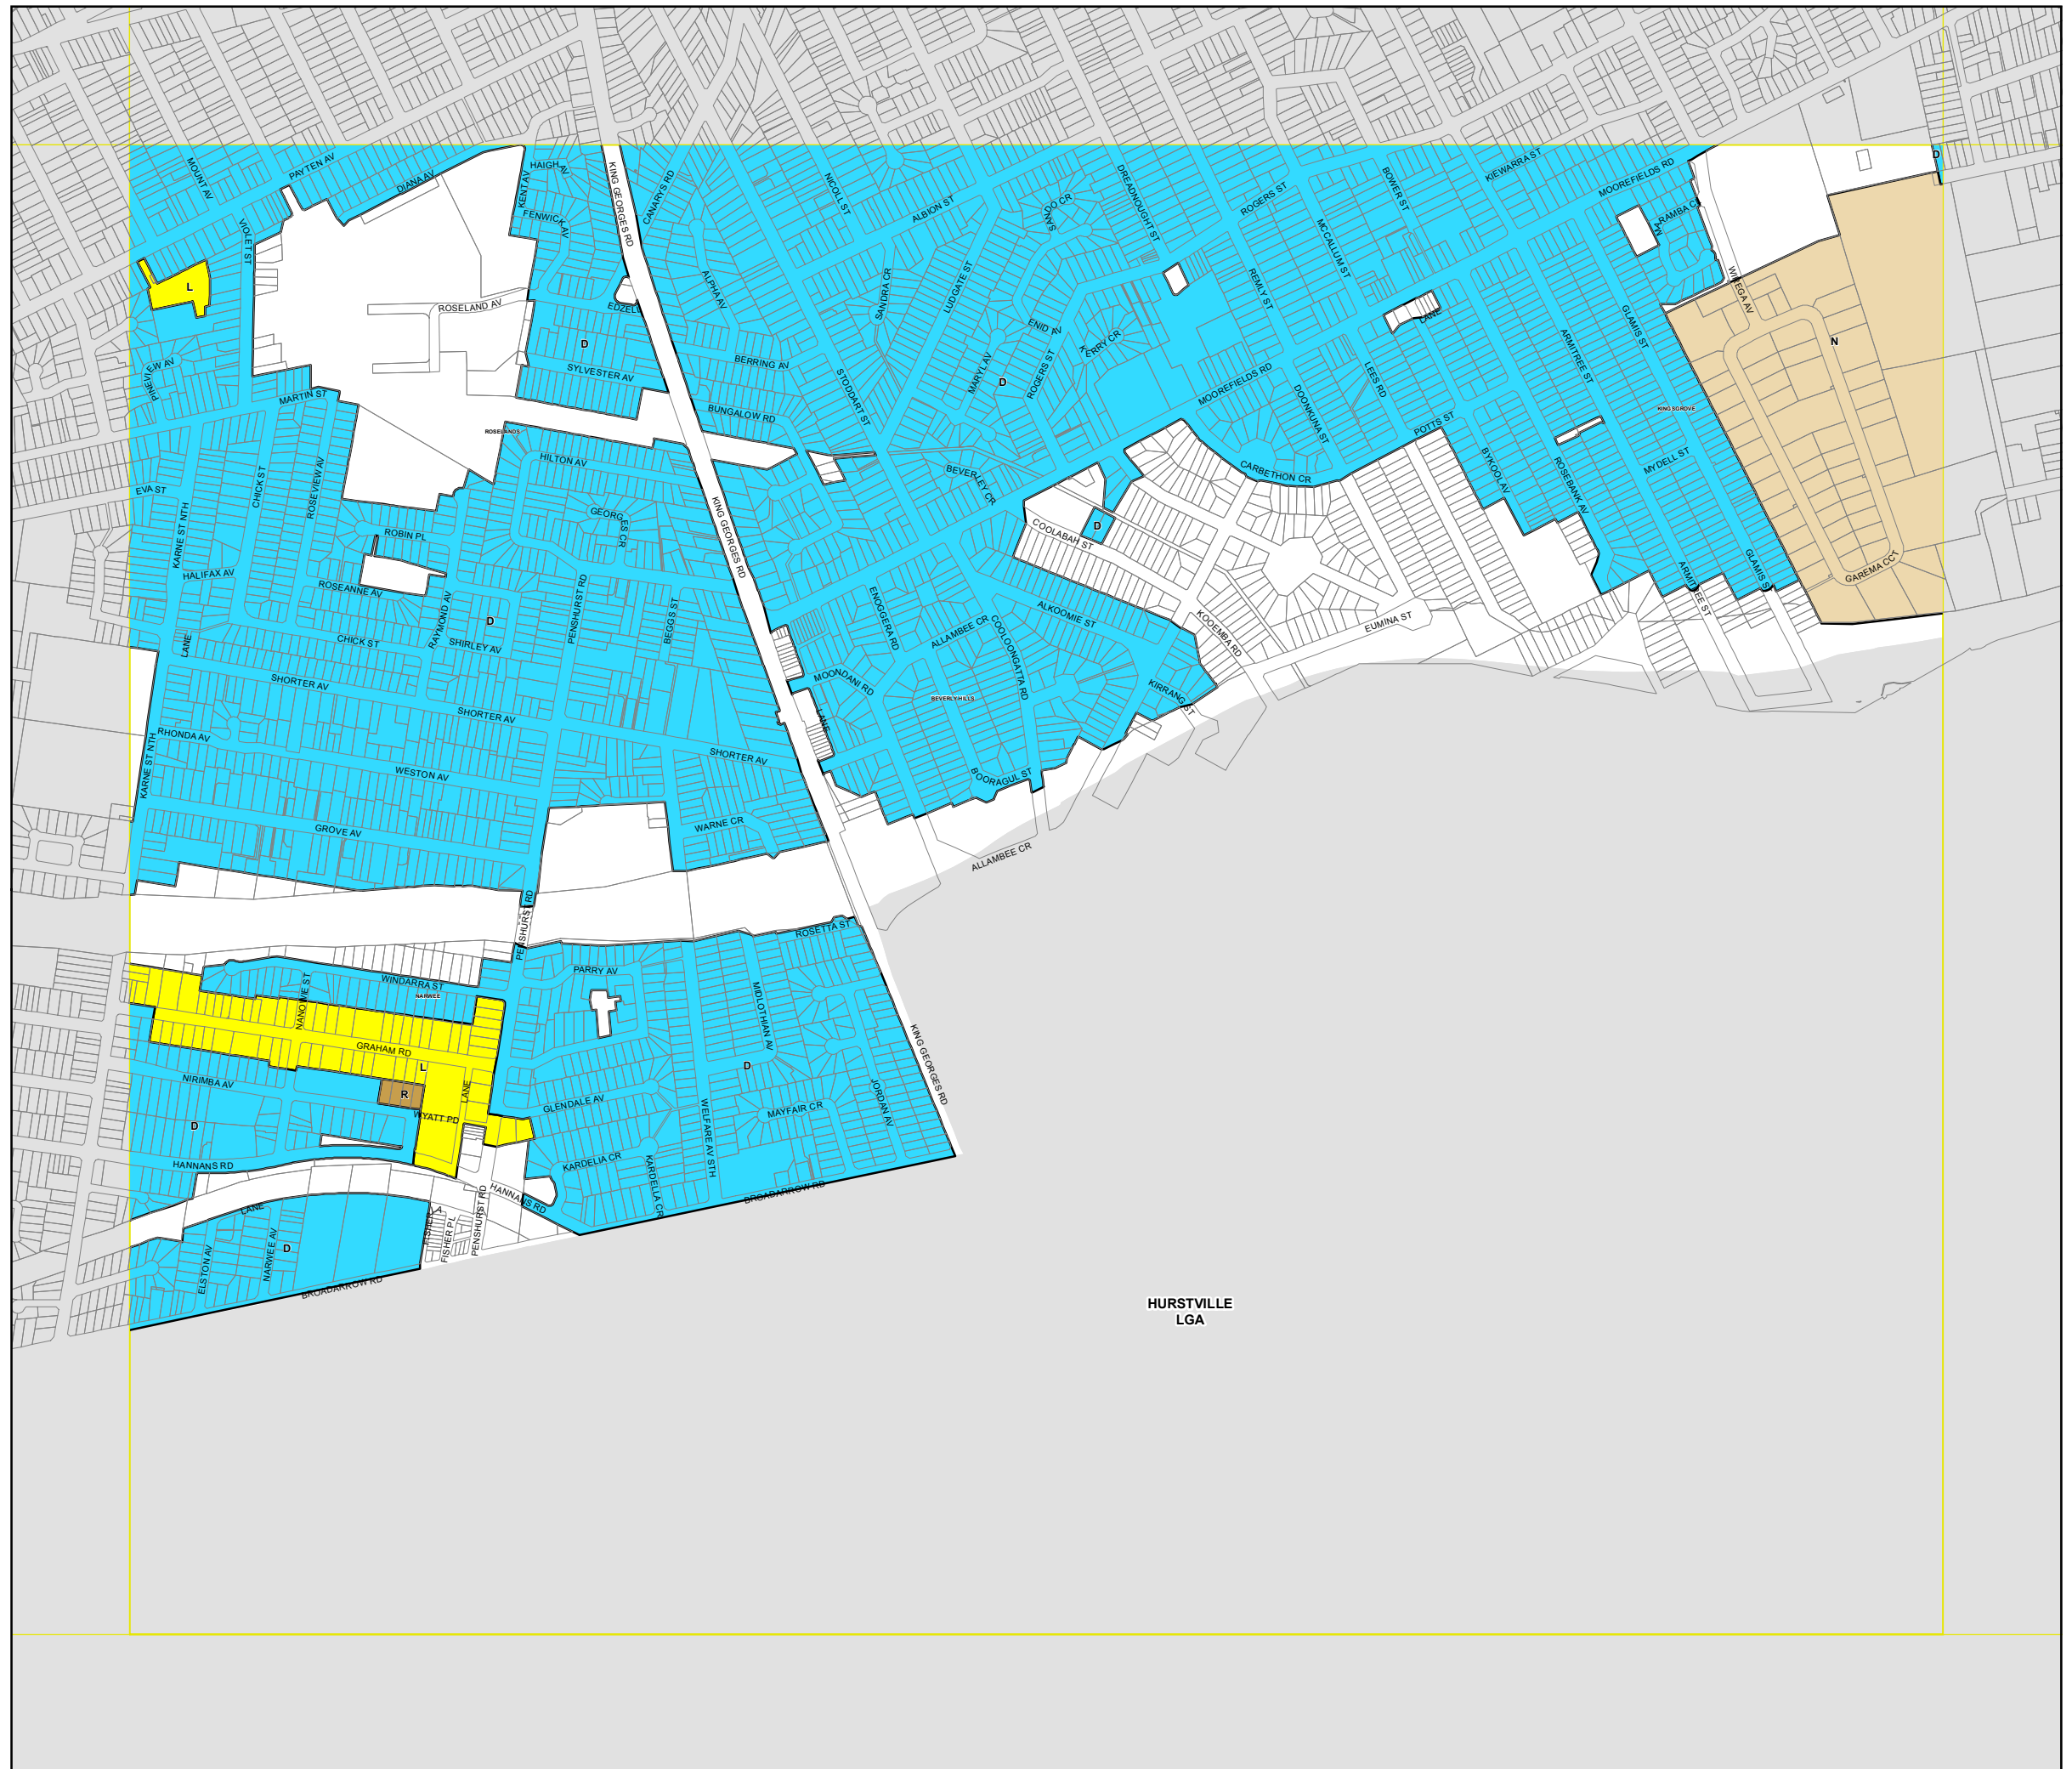 MOUNT AV
PAYTEN AV
DIANA AV
VIOLET ST
L
KENT AV
HAIGH AV
FENWICK AV
KING GEORGES RD
CANARYS RD
NICOLL ST
ALBION ST
DREADNOUGHT ST
ROGERS ST
BOWER ST
KIEWARRA ST
MOOREFIELDS RD
D
ALPHA AV
SANDRA CR
LUDGATE ST
REMLY ST
MCCALLUM ST
WIREGA AV
ROSELAND AV
D
SYLVESTER AV
BERRING AV
STODDART ST
ENID AV
KERRY CR
MARYL AV
ROGERS ST
D
LANE
ARMITREE ST
GLAMIS ST
N
PINEVIEW AV
MARTIN ST
BUNGALOW RD
MOOREFIELDS RD
DOONKUNA ST
LEES RD
POTTS ST
KINGSGROVE
ROSELANDS
HILTON AV
CHICK ST
ROSEVIEW AV
EVA ST
BEVERLEY CR
CARBETHON CR
BYKOOL AV
ROSEBANK AV
MYDELL ST
KARNE ST NTH
ROBIN PL
GEORGES CR
KING GEORGES RD
COOLABAH ST
D
HALIFAX AV
ROSEANNE AV
RAYMOND AV
D
PENSHURST RD
BEGGS ST
ENOGGERA RD
ALLAMBEE CR
COOLONGATTA RD
ALKOOMIE ST
KOOEMBA RD
EUMINA ST
ARMITREE ST
GLAMIS ST
GAREMA CCT
LANE
CHICK ST
SHIRLEY AV
SHORTER AV
SHORTER AV
SHORTER AV
MOONDANI RD
LANE
BEVERLY HILLS
KIRRANG ST
RHONDA AV
KARNE ST NTH
WESTON AV
BOORAGUL ST
GROVE AV
WARNE CR
ALLAMBEE CR
PENSHURST RD
ROSETTA ST
PARRY AV
WINDARRA ST
NARWEE
NANOWIE ST
MIDLOTHIAN AV
KING GEORGES RD
GRAHAM RD
L
NIRIMBA AV
R
LANE
WYATT PD
D
GLENDALE AV
WELFARE AV STH
D
MAYFAIR CR
JORDAN AV
HANNANS RD
KARDELIA CR
KARDELLA CR
HANNANS RD
BROADARROW RD
LANE
ELSTON AV
NARWEE AV
D
FISHER PL
PENSHURST RD
BROADARROW RD
HURSTVILLE
LGA